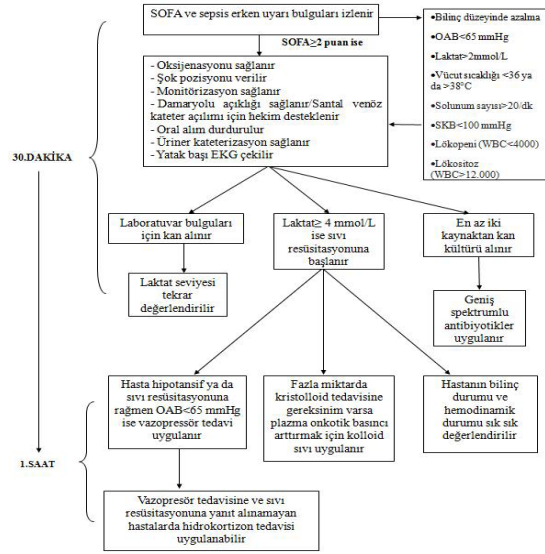 SOFA ve sepsis erken uyarı bulguları izlenir
SOFA≥2 puan ise
●Bilinç düzeyinde azalma
●OAB<65 mmHg
●Laktat>2mmol/L
●Vücut sıcaklığı <36 ya
da >38°C
●Solunum sayısı>20/dk
●SKB<100 mmHg
●Lökopeni (WBC<4000)
●Lökositoz
(WBC>12.000)
- Oksijenasyonu sağlanır
- Şok pozisyonu verilir
- Monitörizasyon sağlanır
- Damaryolu açıklığı sağlanır/Santal venöz
kateter açılımı için hekim desteklenir
- Oral alım durdurulur
- Üriner kateterizasyon sağlanır
- Yatak başı EKG çekilir
30.DAKİKA
Laboratuvar bulguları
için kan alınır
Laktat≥ 4 mmol/L
ise sıvı
resüsitasyonuna
başlanır
En az iki
kaynaktan kan
kültürü alınır
Laktat seviyesi
tekrar
değerlendirilir
Geniş
spektrumlu
antibiyotikler
uygulanır
Hasta hipotansif ya da
sıvı resüsitasyonuna
rağmen OAB<65 mmHg
ise vazopressör tedavi
uygulanır
Fazla miktarda
kristolloid tedavisine
gereksinim varsa
plazma onkotik basıncı
arttırmak için kolloid
sıvı uygulanır
Hastanın bilinç
durumu ve
hemodinamik
durumu sık sık
değerlendirilir
1.SAAT
Vazopresör tedavisine ve sıvı
resüsitasyonuna yanıt alınamayan
hastalarda hidrokortizon tedavisi
uygulanabilir